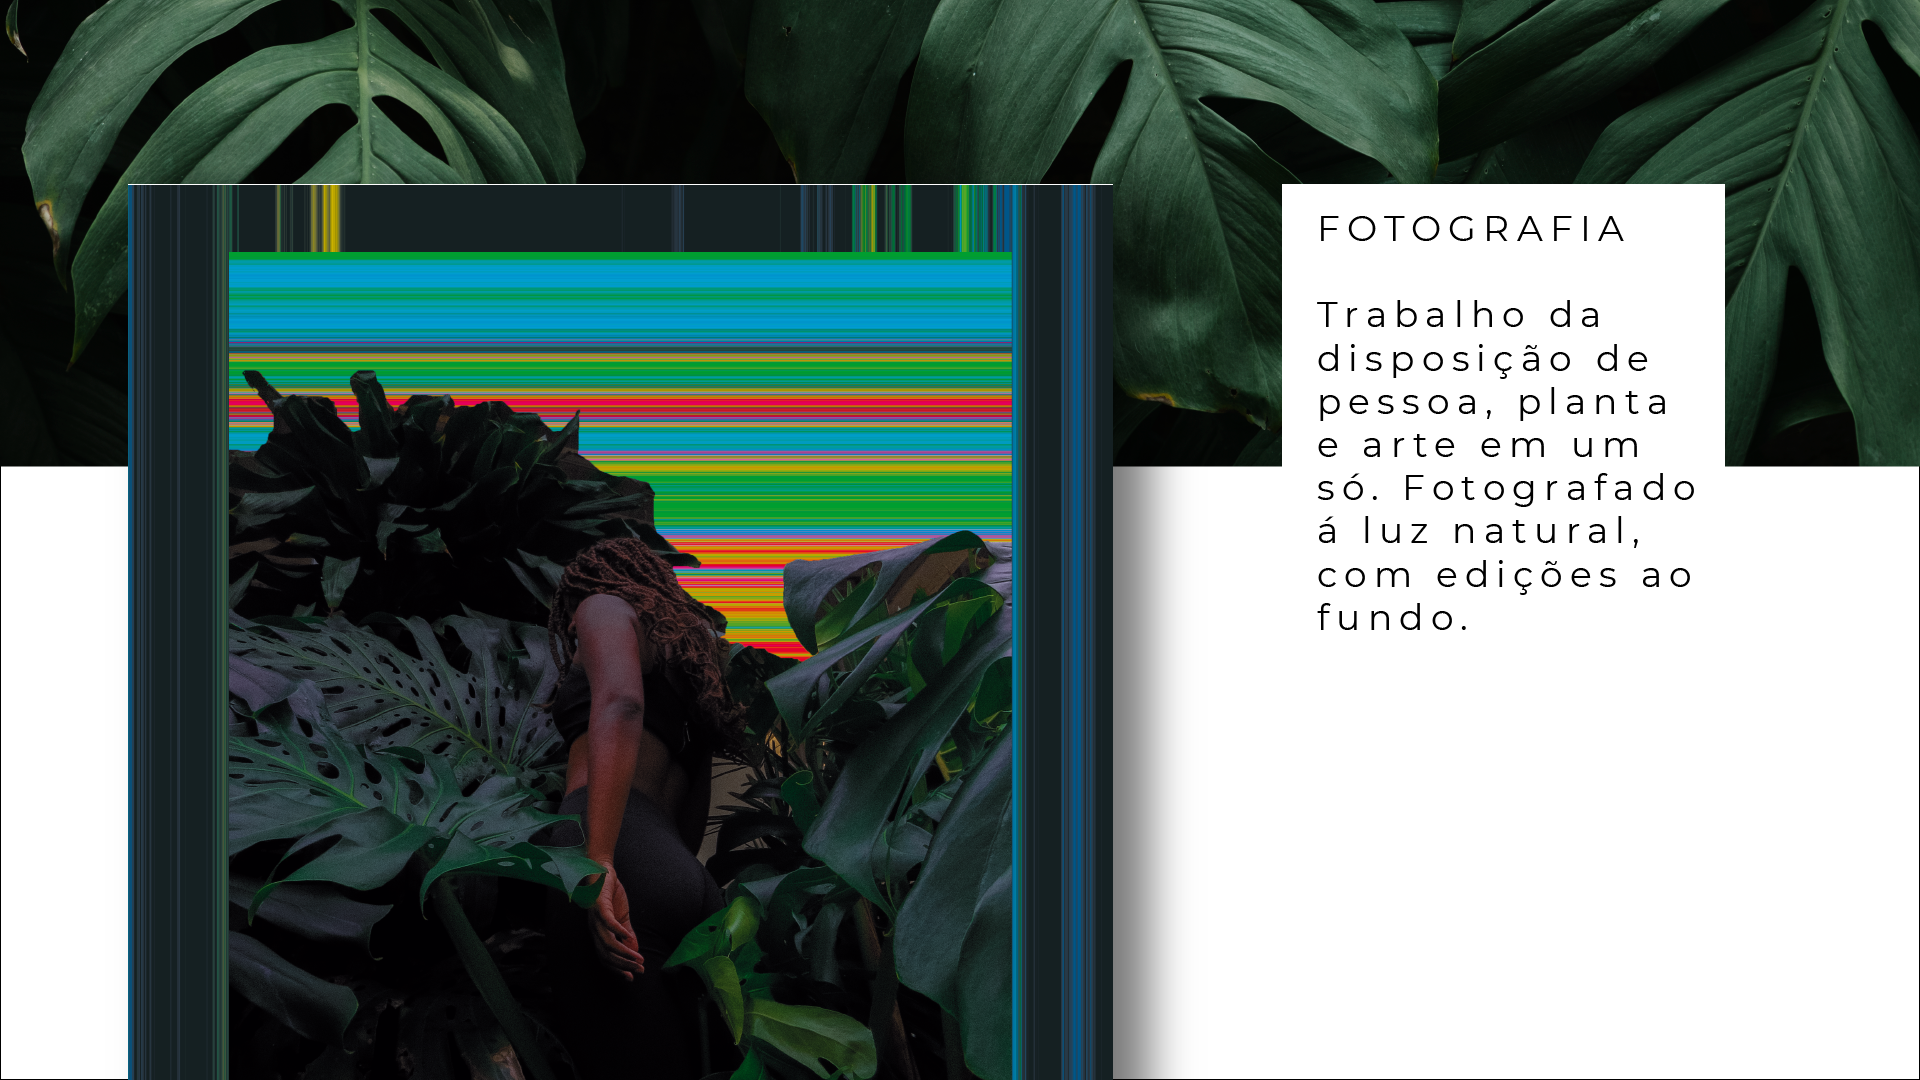 FOTOGRAFIA
Trabalho da
disposição de
pessoa, planta
e arte em um
só. Fotografado
á luz natural,
com edições ao
fundo.